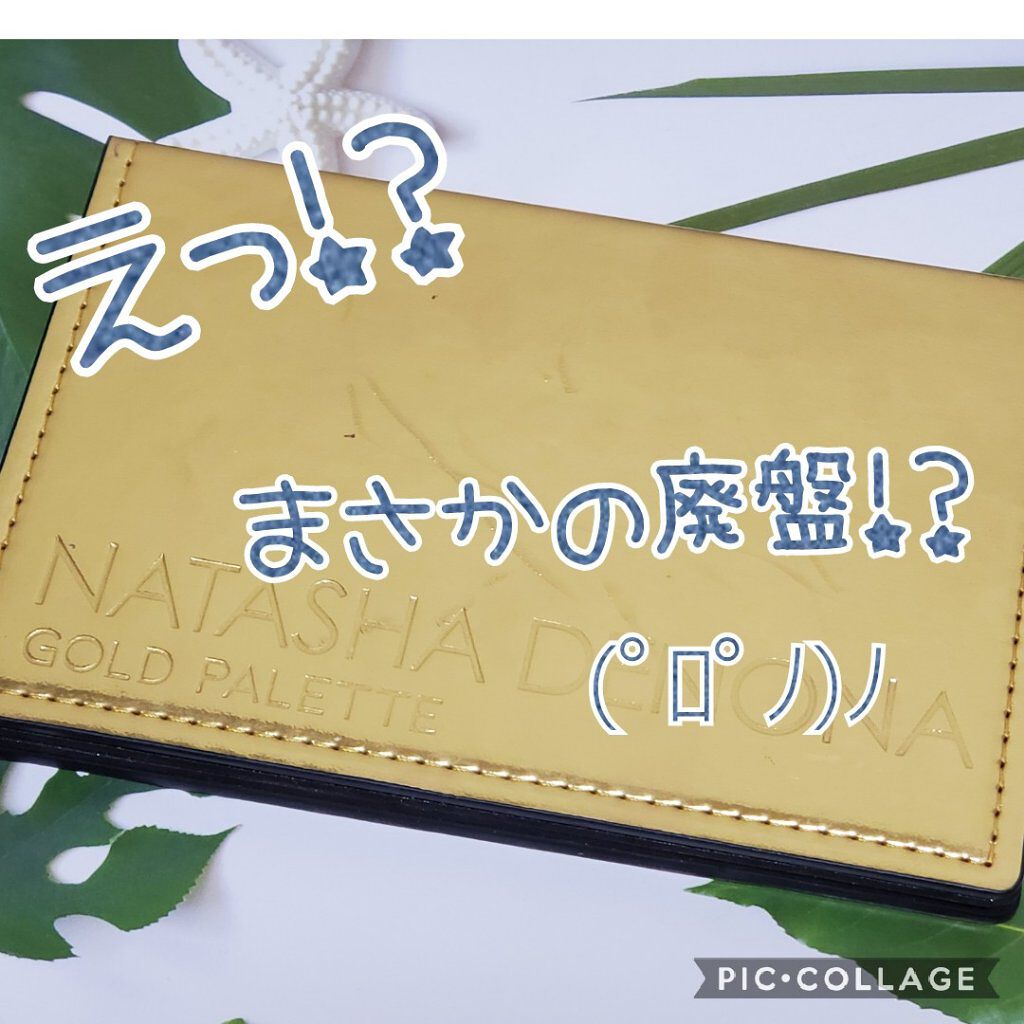 えっ!?
まさかの廃盤!?
NATASHA DENONA
GOLD PALETTE
(ﾟロﾟノ)ノ
PIC•COLLAGE